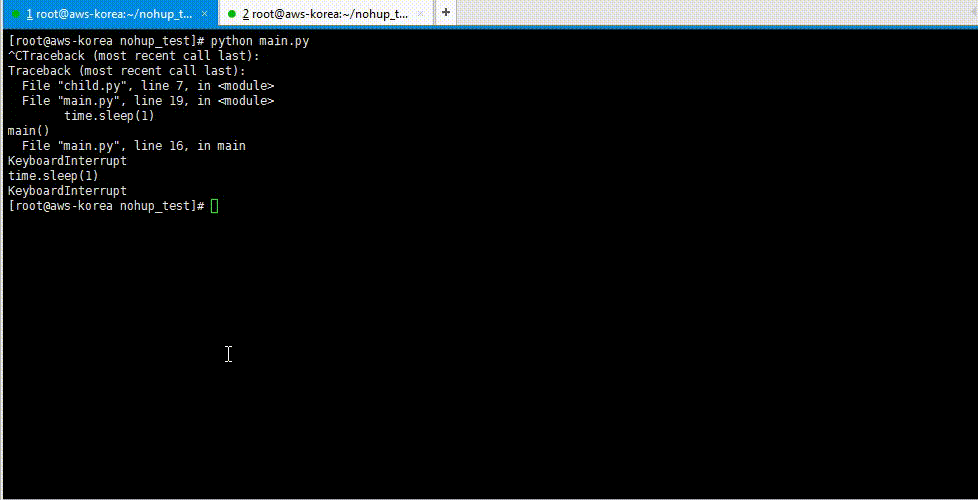 1 root@aws-korea:~/nohup_t... ×
2 root@aws-korea:~/nohup_t... ×
+
[root@aws-korea nohup_test]# python main.py
^CTraceback (most recent call last):
Traceback (most recent call last):
  File "child.py", line 7, in <module>
  File "main.py", line 19, in <module>
        time.sleep(1)
main()
  File "main.py", line 16, in main
KeyboardInterrupt
time.sleep(1)
KeyboardInterrupt
[root@aws-korea nohup_test]#